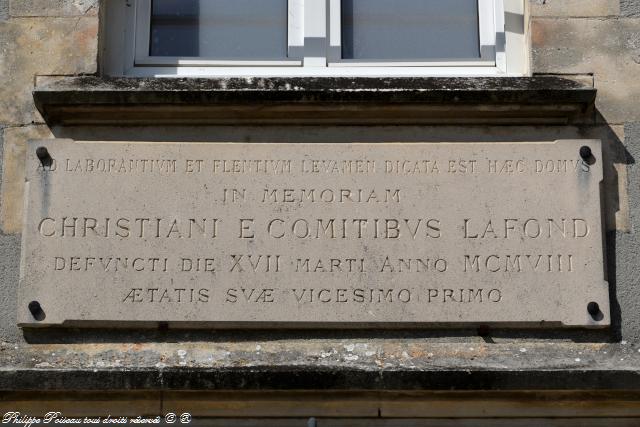 AD LABORANTIVM ET FLENTIVM LEVAMEN DICATA EST HÆC DOMVS
IN MEMORIAM
CHRISTIANI E COMITIBVS LAFOND
DEFVNCTI DIE XVII MARTI ANNO MCMVIII
ÆTATIS SVÆ VICESIMO PRIMO
Philippe Poiseau tous droits réservés © ®